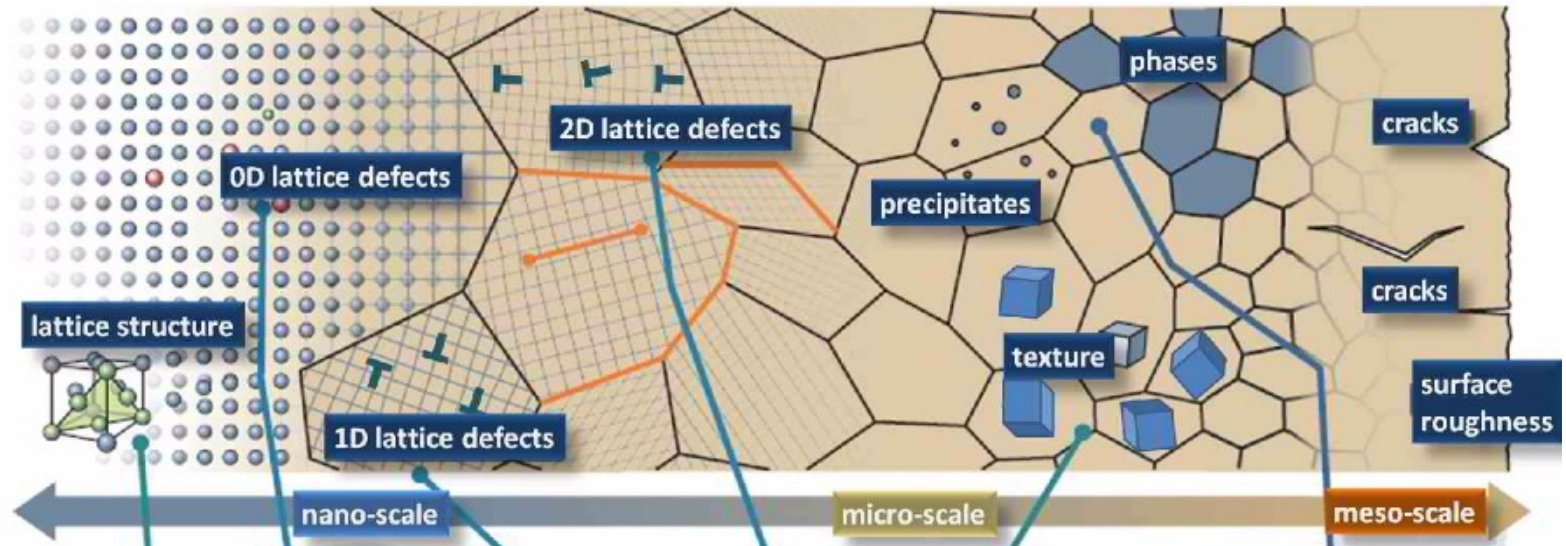 phases
2D lattice defects
cracks
0D lattice defects
precipitates
cracks
lattice structure
texture
surface
roughness
1D lattice defects
nano-scale
micro-scale
meso-scale